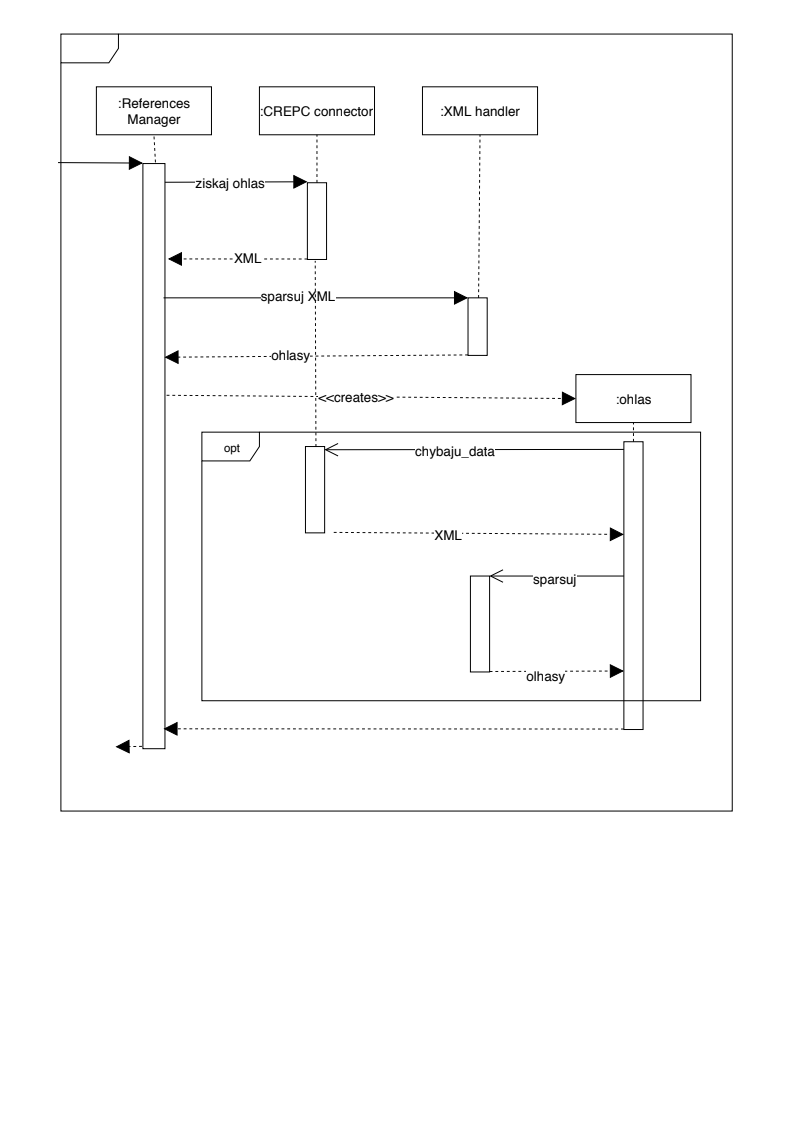 :References
Manager
:CREPC connector
:XML handler
ziskaj ohlas
XML
sparsuj XML
ohlasy
<<creates>>
:ohlas
opt
chybaju_data
XML
sparsuj
olhasy